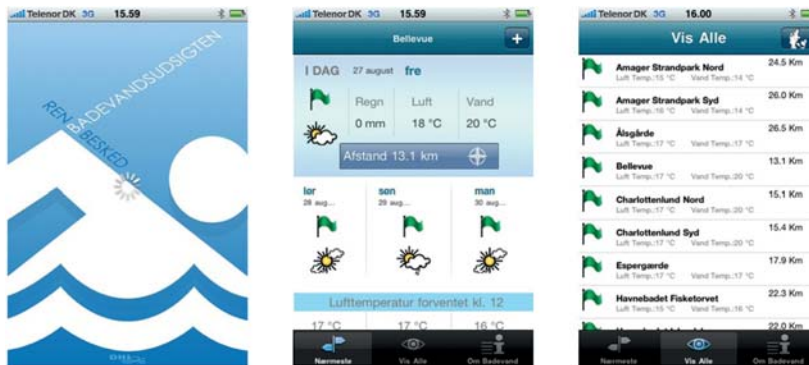 Telenor DK 3G 15.59
BADEVANDSUDSIGTEN
REN BESKED
DHI
Telenor DK 3G 15.59
Bellevue +
I DAG 27 august fre
Regn Luft Vand
0 mm 18 °C 20 °C
Afstand 13.1 km
lør søn man
28 aug... 29 aug... 30 aug...
Lufttemperatur forventet kl. 12
17 °C 17 °C 16 °C
Nærmeste Vis Alle Om Badevand
Telenor DK 3G 16.00
Vis Alle
Amager Strandpark Nord 24.5 Km
Luft Temp.:15 °C Vand Temp.:14 °C
Amager Strandpark Syd 26.0 Km
Luft Temp.:16 °C Vand Temp.:14 °C
Ålsgårde 26.5 Km
Luft Temp.:17 °C Vand Temp.:17 °C
Bellevue 13.1 Km
Luft Temp.:17 °C Vand Temp.:20 °C
Charlottenlund Nord 15.1 Km
Luft Temp.:17 °C Vand Temp.:20 °C
Charlottenlund Syd 15.4 Km
Luft Temp.:17 °C Vand Temp.:20 °C
Espergærde 17.9 Km
Luft Temp.:17 °C Vand Temp.:17 °C
Havnebadet Fisketorvet 22.3 Km
Luft Temp.:15 °C Vand Temp.:16 °C
22.0 Km
Nærmeste Vis Alle Om Badevand